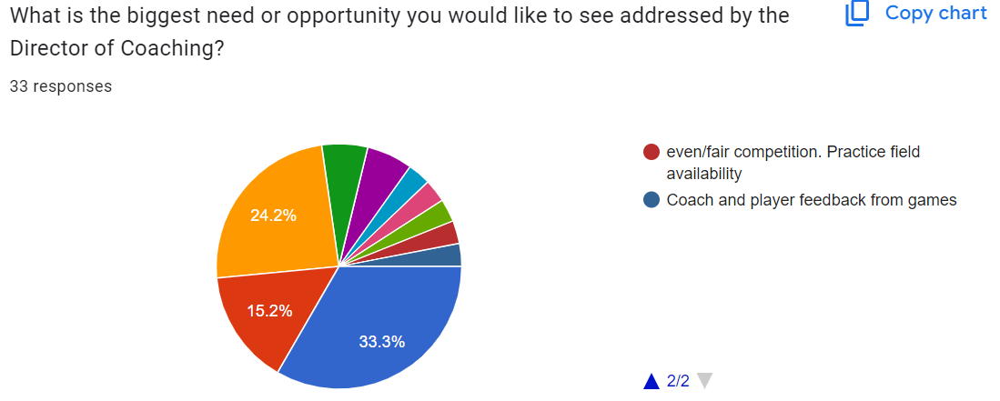 What is the biggest need or opportunity you would like to see addressed by the
Copy chart
Director of Coaching?
33 responses
even/fair competition. Practice field
availability
Coach and player feedback from games
24.2%
15.2%
33.3%
2/2